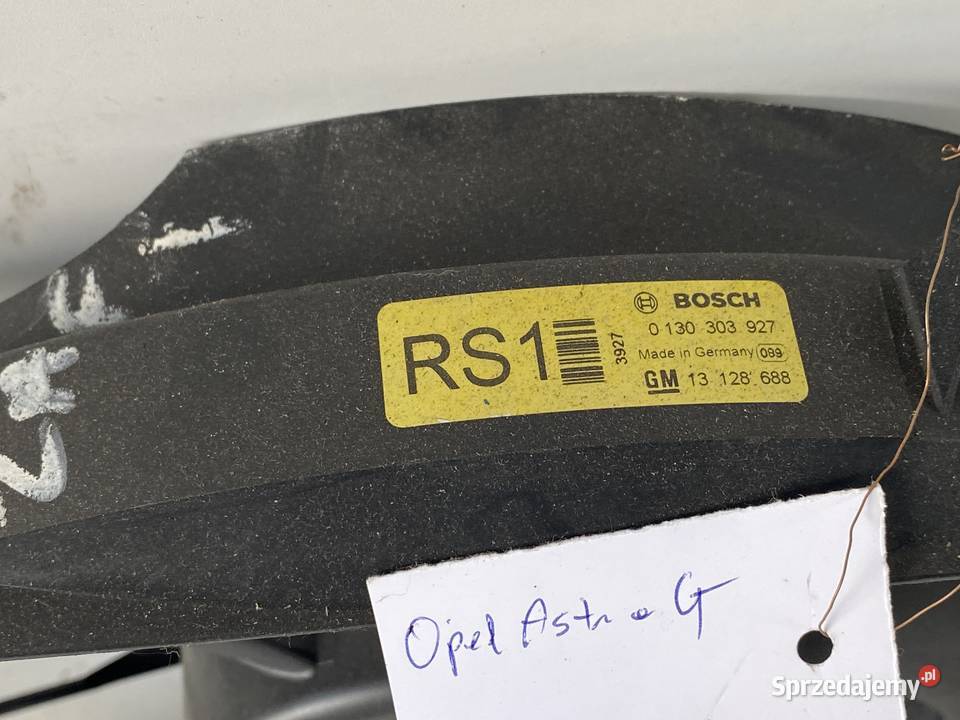 RS1
3927
BOSCH
0 130 303 927
Made in Germany 089
GM 13 128 688
Opel Astra G
Sprzedajemy.pl